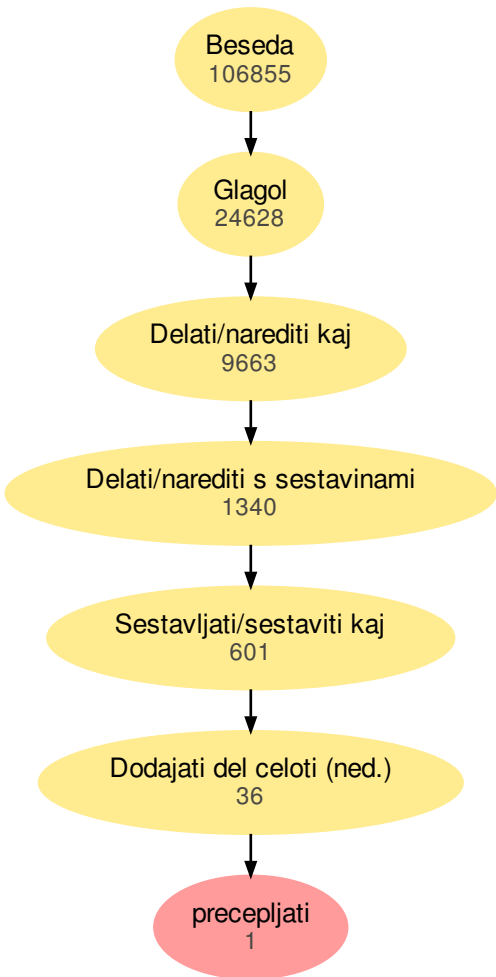 Beseda
106855
Glagol
24628
Delati/narediti kaj
9663
Delati/narediti s sestavinami
1340
Sestavljati/sestaviti kaj
601
Dodajati del celoti (ned.)
36
precepljati
1